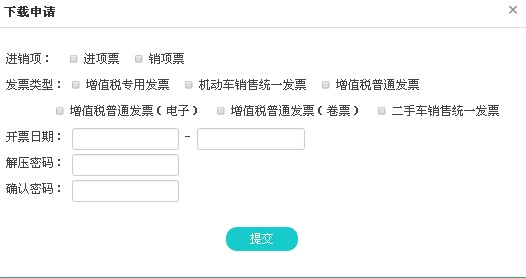 下载申请 ×
进销项： 进项票 销项票
发票类型： 增值税专用发票 机动车销售统一发票 增值税普通发票
增值税普通发票（电子） 增值税普通发票（卷票） 二手车销售统一发票
开票日期： -
解压密码：
确认密码：
提交